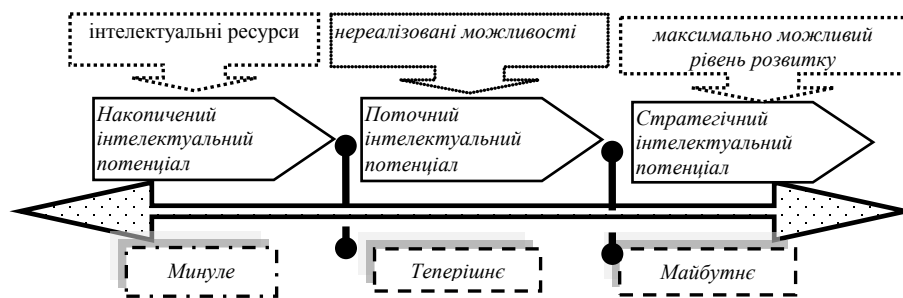 інтелектуальні ресурси
нереалізовані можливості
максимально можливий
рівень розвитку
Накопичений
інтелектуальний
потенціал
Поточний
інтелектуальний
потенціал
Стратегічний
інтелектуальний
потенціал
Минуле
Теперішнє
Майбутнє